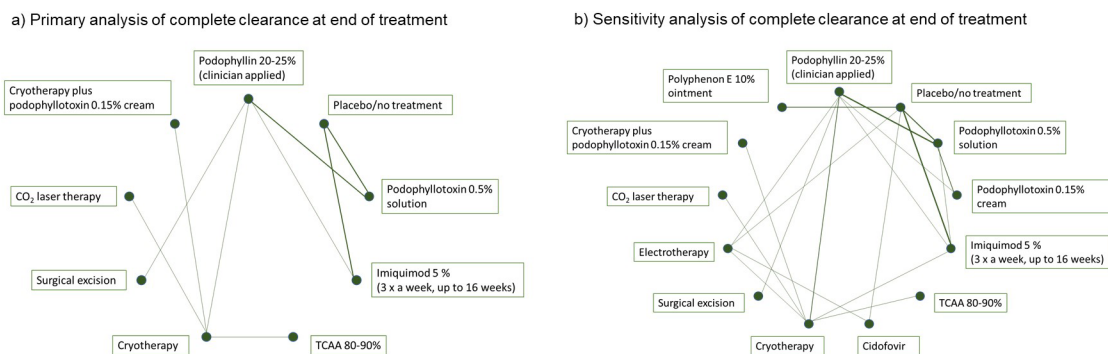 a) Primary analysis of complete clearance at end of treatment
Podophyllin 20-25%
(clinician applied)
Cryotherapy plus
podophyllotoxin 0.15% cream
Placebo/no treatment
CO₂ laser therapy
Podophyllotoxin 0.5%
solution
Surgical excision
Imiquimod 5 %
(3 x a week, up to 16 weeks)
Cryotherapy
TCAA 80-90%
b) Sensitivity analysis of complete clearance at end of treatment
Podophyllin 20-25%
(clinician applied)
Polyphenon E 10%
ointment
Placebo/no treatment
Cryotherapy plus
podophyllotoxin 0.15% cream
Podophyllotoxin 0.5%
solution
CO₂ laser therapy
Podophyllotoxin 0.15%
cream
Electrotherapy
Imiquimod 5 %
(3 x a week, up to 16 weeks)
Surgical excision
TCAA 80-90%
Cryotherapy
Cidofovir